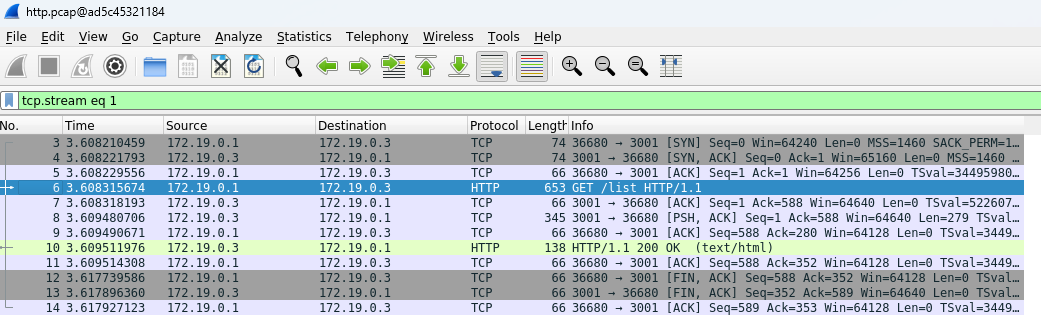 http.pcap@ad5c45321184
File Edit View Go Capture Analyze Statistics Telephony Wireless Tools Help
tcp.stream eq 1
No. Time Source Destination Protocol Length Info
3 3.608210459 172.19.0.1 172.19.0.3 TCP 74 36680 → 3001 [SYN] Seq=0 Win=64240 Len=0 MSS=1460 SACK_PERM=1…
4 3.608221793 172.19.0.3 172.19.0.1 TCP 74 3001 → 36680 [SYN, ACK] Seq=0 Ack=1 Win=65160 Len=0 MSS=1460 …
5 3.608229556 172.19.0.1 172.19.0.3 TCP 66 36680 → 3001 [ACK] Seq=1 Ack=1 Win=64256 Len=0 TSval=34495980…
6 3.608315674 172.19.0.1 172.19.0.3 HTTP 653 GET /list HTTP/1.1
7 3.608318193 172.19.0.3 172.19.0.1 TCP 66 3001 → 36680 [ACK] Seq=1 Ack=588 Win=64640 Len=0 TSval=522607…
8 3.609480706 172.19.0.3 172.19.0.1 TCP 345 3001 → 36680 [PSH, ACK] Seq=1 Ack=588 Win=64640 Len=279 TSval…
9 3.609490671 172.19.0.1 172.19.0.3 TCP 66 36680 → 3001 [ACK] Seq=588 Ack=280 Win=64128 Len=0 TSval=3449…
10 3.609511976 172.19.0.3 172.19.0.1 HTTP 138 HTTP/1.1 200 OK (text/html)
11 3.609514308 172.19.0.1 172.19.0.3 TCP 66 36680 → 3001 [ACK] Seq=588 Ack=352 Win=64128 Len=0 TSval=3449…
12 3.617739586 172.19.0.1 172.19.0.3 TCP 66 36680 → 3001 [FIN, ACK] Seq=588 Ack=352 Win=64128 Len=0 TSval…
13 3.617896360 172.19.0.3 172.19.0.1 TCP 66 3001 → 36680 [FIN, ACK] Seq=352 Ack=589 Win=64640 Len=0 TSval…
14 3.617927123 172.19.0.1 172.19.0.3 TCP 66 36680 → 3001 [ACK] Seq=589 Ack=353 Win=64128 Len=0 TSval=3449…